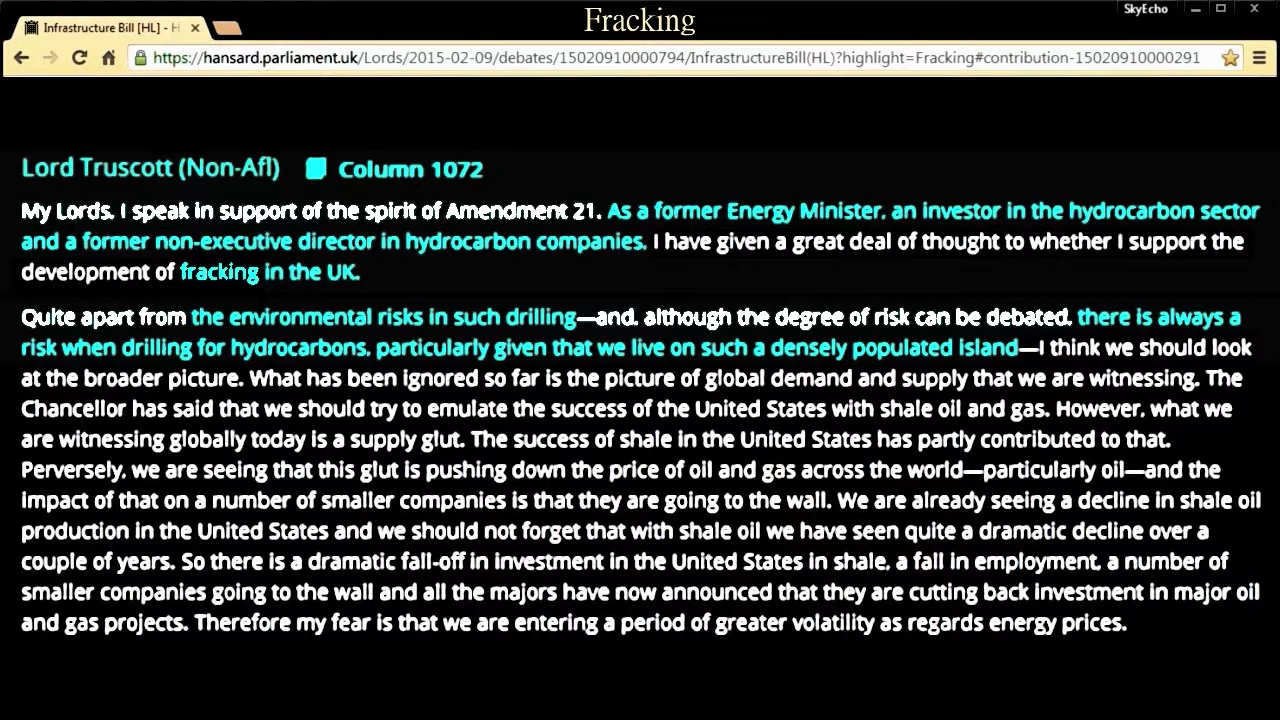 Fracking
SkyEcho
Infrastructure Bill [HL] - H
https://hansard.parliament.uk/Lords/2015-02-09/debates/15020910000794/InfrastructureBill(HL)?highlight=Fracking#contribution-15020910000291
Lord Truscott (Non-Afl) Column 1072
My Lords, I speak in support of the spirit of Amendment 21. As a former Energy Minister, an investor in the hydrocarbon sector
and a former non-executive director in hydrocarbon companies, I have given a great deal of thought to whether I support the
development of fracking in the UK.
Quite apart from the environmental risks in such drilling—and, although the degree of risk can be debated, there is always a
risk when drilling for hydrocarbons, particularly given that we live on such a densely populated island—I think we should look
at the broader picture. What has been ignored so far is the picture of global demand and supply that we are witnessing. The
Chancellor has said that we should try to emulate the success of the United States with shale oil and gas. However, what we
are witnessing globally today is a supply glut. The success of shale in the United States has partly contributed to that.
Perversely, we are seeing that this glut is pushing down the price of oil and gas across the world—particularly oil—and the
impact of that on a number of smaller companies is that they are going to the wall. We are already seeing a decline in shale oil
production in the United States and we should not forget that with shale oil we have seen quite a dramatic decline over a
couple of years. So there is a dramatic fall-off in investment in the United States in shale, a fall in employment, a number of
smaller companies going to the wall and all the majors have now announced that they are cutting back investment in major oil
and gas projects. Therefore my fear is that we are entering a period of greater volatility as regards energy prices.